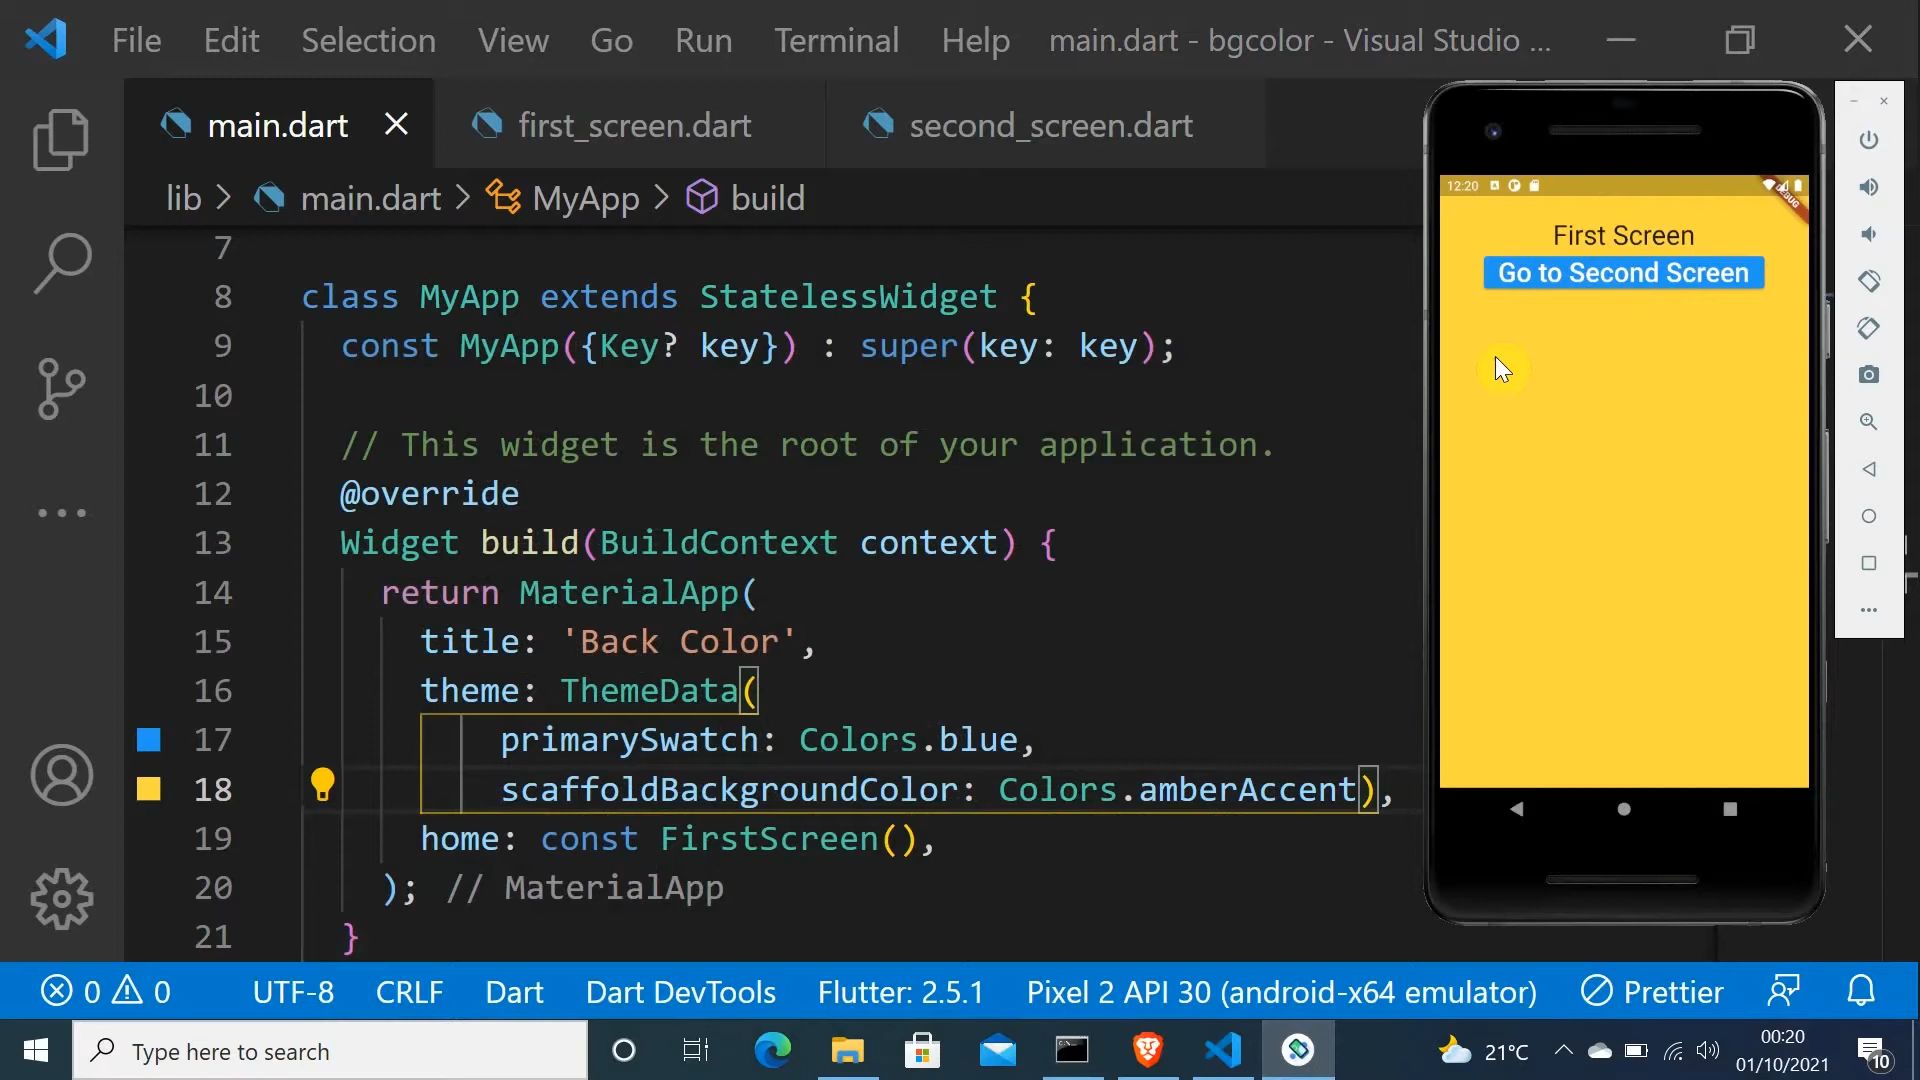 File Edit Selection View Go Run Terminal Help main.dart - bgcolor - Visual Studio ...
main.dart first_screen.dart second_screen.dart
lib > main.dart > MyApp > build
7
8 class MyApp extends StatelessWidget {
9 const MyApp({Key? key}) : super(key: key);
10
11 // This widget is the root of your application.
12 @override
13 Widget build(BuildContext context) {
14 return MaterialApp(
15 title: 'Back Color',
16 theme: ThemeData(
17 primarySwatch: Colors.blue,
18 scaffoldBackgroundColor: Colors.amberAccent),
19 home: const FirstScreen(),
20 ); // MaterialApp
21 }
12:20
DEBUG
First Screen
Go to Second Screen
0 0 UTF-8 CRLF Dart Dart DevTools Flutter: 2.5.1 Pixel 2 API 30 (android-x64 emulator) Prettier
Type here to search
21°C
00:20
01/10/2021
10